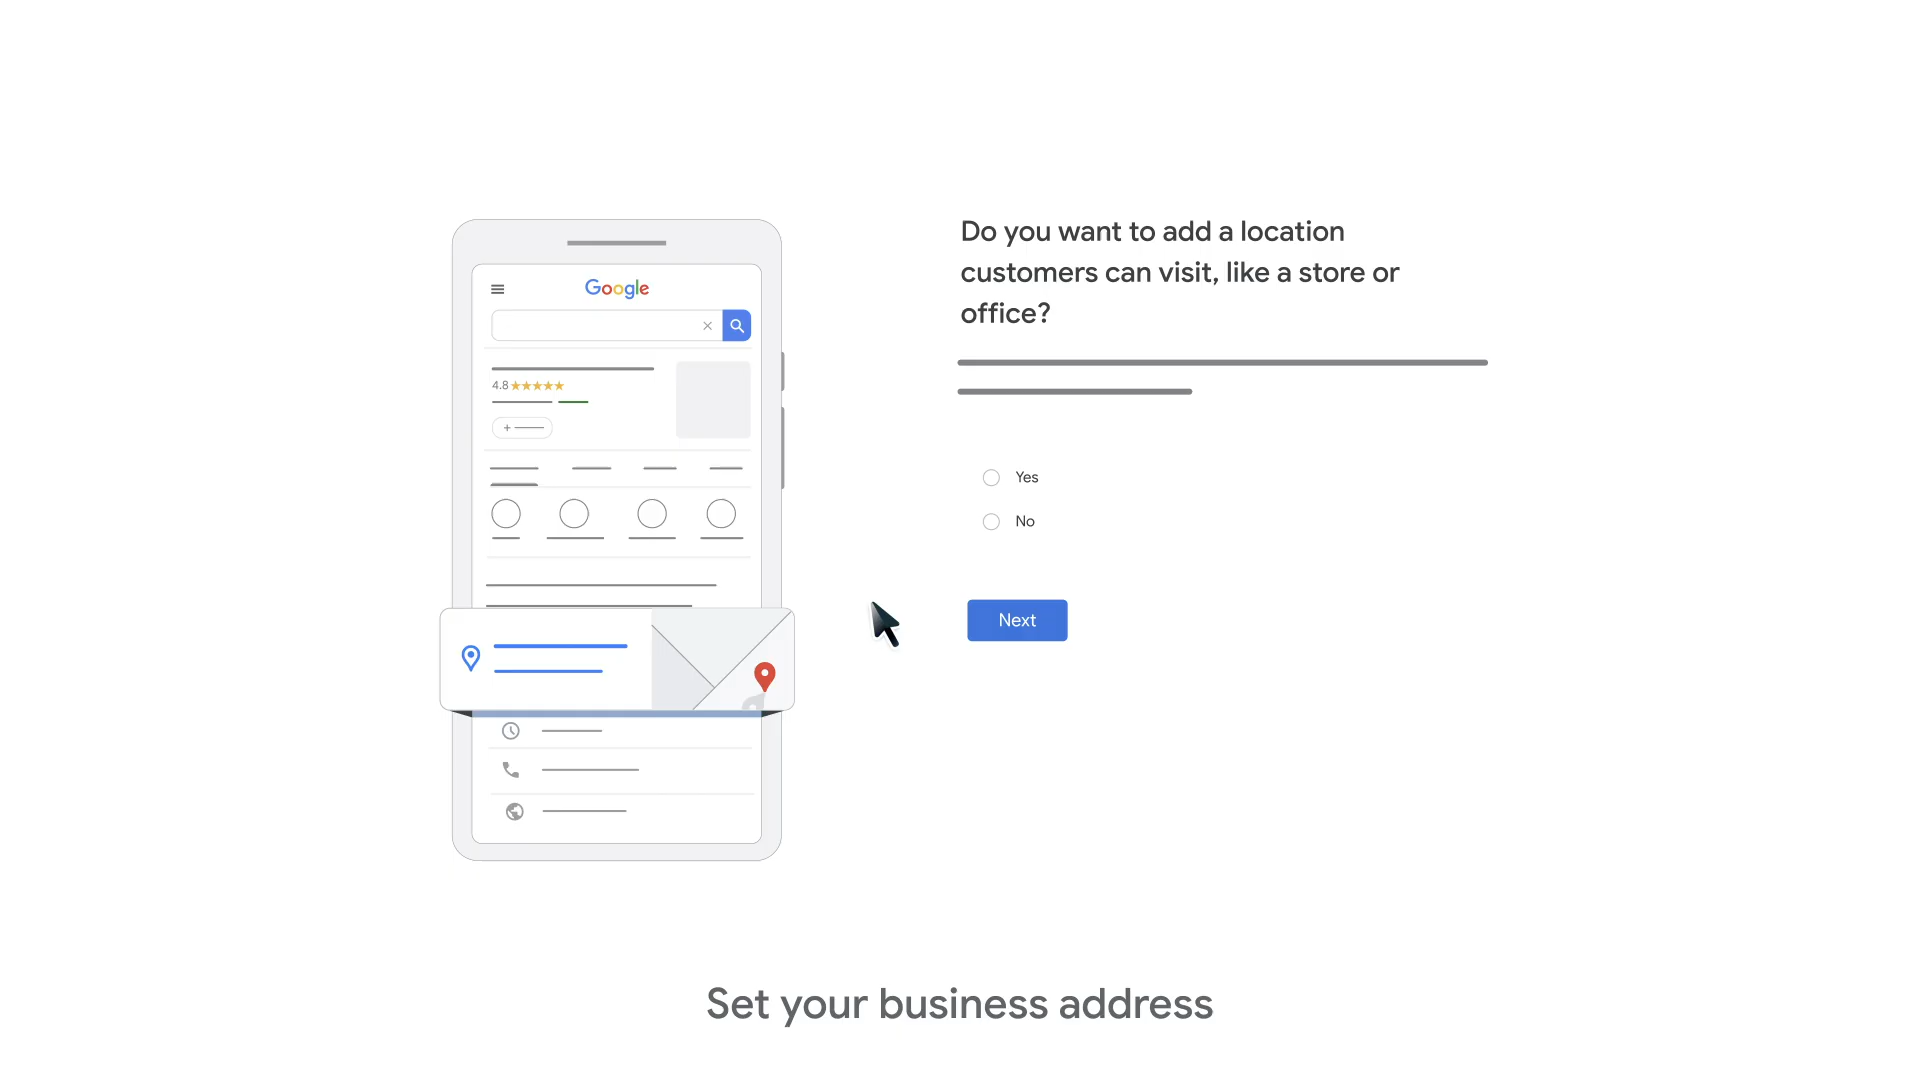 Google
4.8
Do you want to add a location
customers can visit, like a store or
office?
Yes
No
Next
Set your business address